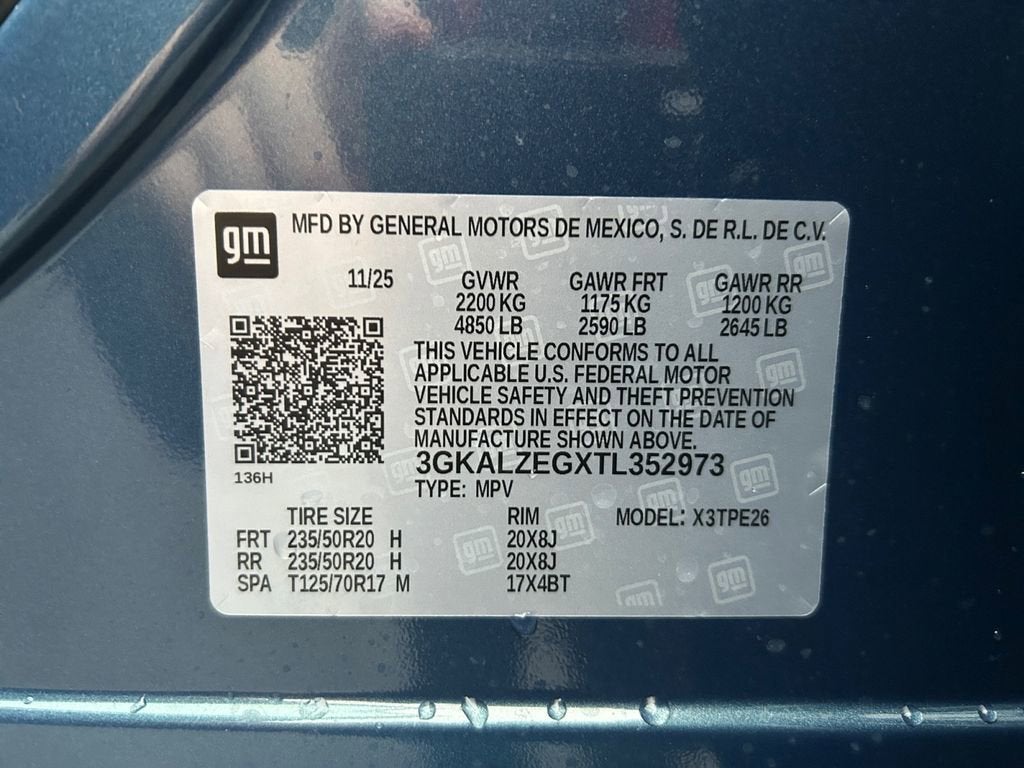 gm MFD BY GENERAL MOTORS DE MEXICO, S. DE R.L. DE C.V.
11/25 GVWR GAWR FRT GAWR RR
2200 KG 1175 KG 1200 KG
4850 LB 2590 LB 2645 LB
THIS VEHICLE CONFORMS TO ALL
APPLICABLE U.S. FEDERAL MOTOR
VEHICLE SAFETY AND THEFT PREVENTION
STANDARDS IN EFFECT ON THE DATE OF
MANUFACTURE SHOWN ABOVE.
3GKALZEGXTL352973
136H
TYPE: MPV
TIRE SIZE RIM MODEL: X3TPE26
FRT 235/50R20 H 20X8J
RR 235/50R20 H 20X8J
SPA T125/70R17 M 17X4BT